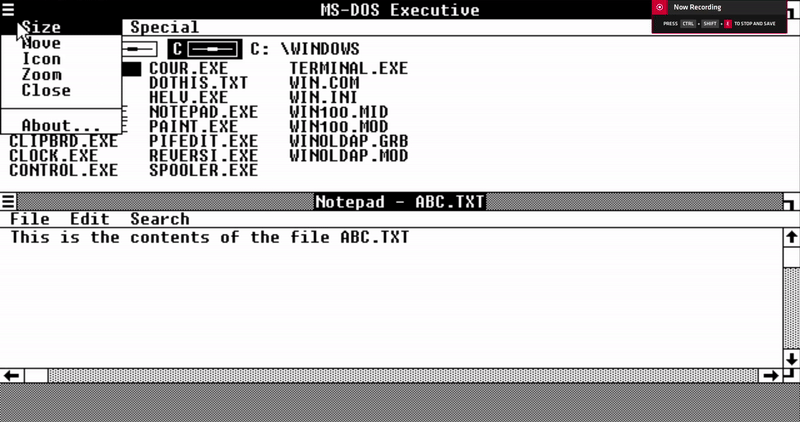 MS-DOS Executive
Now Recording
PRESS CTRL + SHIFT + E TO STOP AND SAVE
Size Special
Move
Icon
Zoom
Close
About...
C C: \WINDOWS
COUR.EXE TERMINAL.EXE
DOTHIS.TXT WIN.COM
HELV.EXE WIN.INI
NOTEPAD.EXE WIN100.MID
PAINT.EXE WIN100.MOD
CLIPBRD.EXE PIFEDIT.EXE WINOLDAP.GRB
CLOCK.EXE REVERSI.EXE WINOLDAP.MOD
CONTROL.EXE SPOOLER.EXE
Notepad - ABC.TXT
File Edit Search
This is the contents of the file ABC.TXT